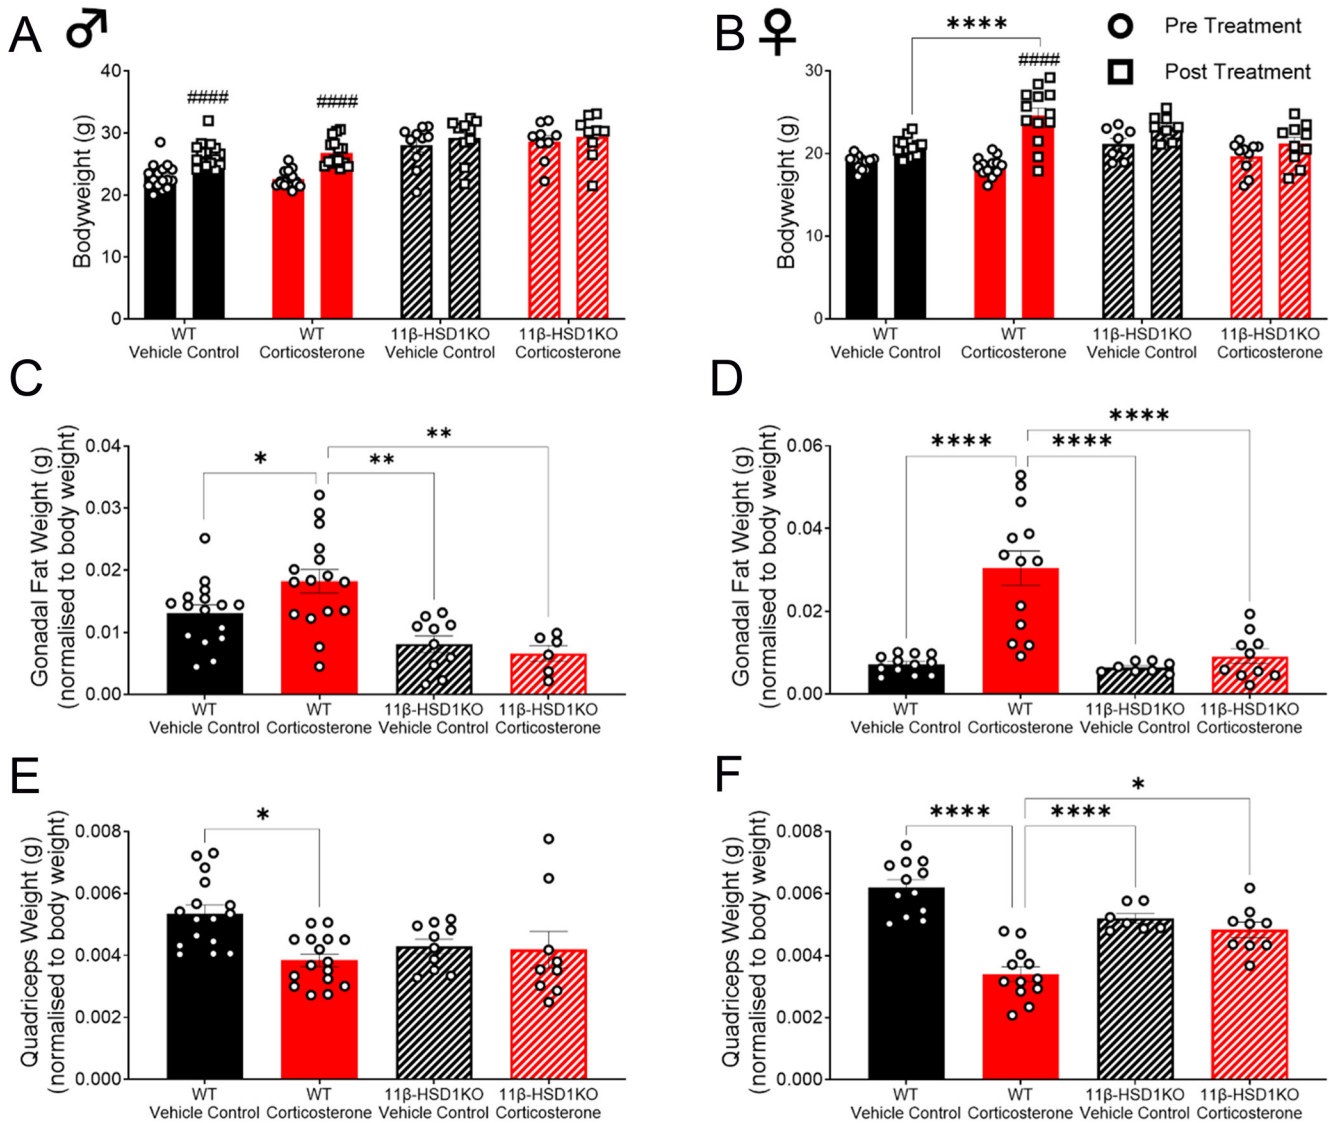 A ♂
B ♀
****
Pre Treatment
Post Treatment
Bodyweight (g)
40
30
20
10
0
####
####
WT
Vehicle Control
WT
Corticosterone
11β-HSD1KO
Vehicle Control
11β-HSD1KO
Corticosterone
Bodyweight (g)
30
20
10
0
####
WT
Vehicle Control
WT
Corticosterone
11β-HSD1KO
Vehicle Control
11β-HSD1KO
Corticosterone
C
Gonadal Fat Weight (g)
(normalised to body weight)
0.04
0.03
0.02
0.01
0.00
*
**
**
WT
Vehicle Control
WT
Corticosterone
11β-HSD1KO
Vehicle Control
11β-HSD1KO
Corticosterone
D
Gonadal Fat Weight (g)
(normalised to body weight)
0.06
0.04
0.02
0.00
****
****
****
WT
Vehicle Control
WT
Corticosterone
11β-HSD1KO
Vehicle Control
11β-HSD1KO
Corticosterone
E
Quadriceps Weight (g)
(normalised to body weight)
0.008
0.006
0.004
0.002
0.000
*
WT
Vehicle Control
WT
Corticosterone
11β-HSD1KO
Vehicle Control
11β-HSD1KO
Corticosterone
F
Quadriceps Weight (g)
(normalised to body weight)
0.008
0.006
0.004
0.002
0.000
****
****
*
WT
Vehicle Control
WT
Corticosterone
11β-HSD1KO
Vehicle Control
11β-HSD1KO
Corticosterone